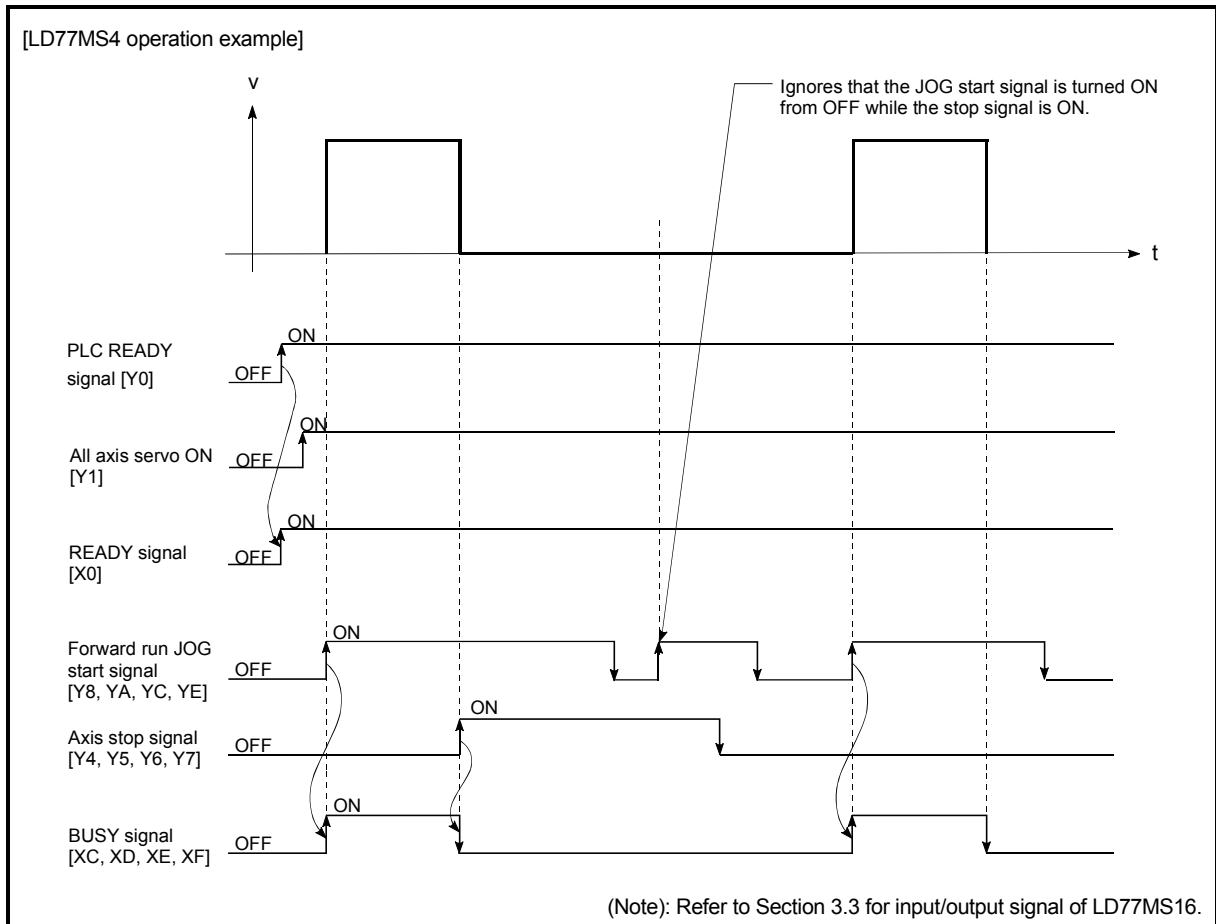 [LD77MS4 operation example]
V
Ignores that the JOG start signal is turned ON
from OFF while the stop signal is ON.
t
ON
PLC READY
signal [Y0]
OFF
ON
All axis servo ON
[Y1]
OFF
ON
READY signal
[X0]
OFF
ON
Forward run JOG
start signal
[Y8, YA, YC, YE]
OFF
ON
Axis stop signal
[Y4, Y5, Y6, Y7]
OFF
ON
BUSY signal
[XC, XD, XE, XF]
OFF
(Note): Refer to Section 3.3 for input/output signal of LD77MS16.